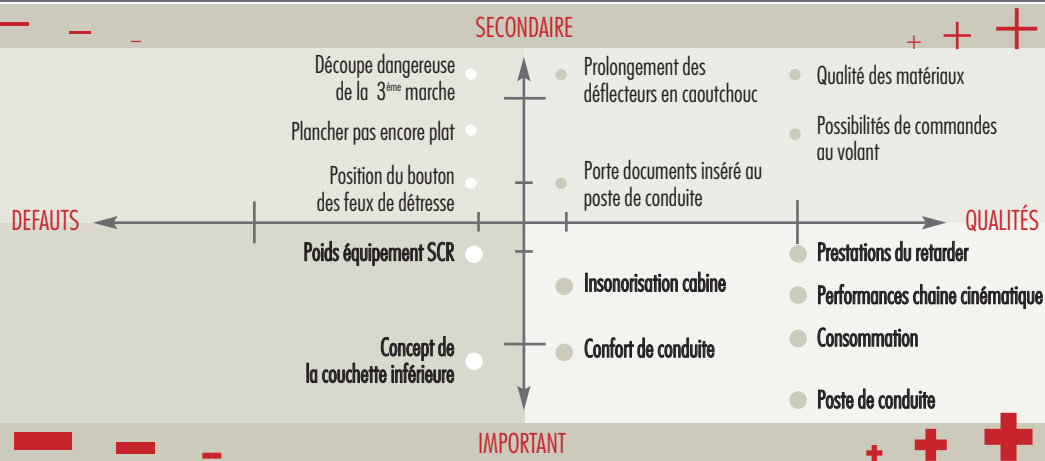 SECONDAIRE
Découpe dangereuse
de la 3ème marche
Plancher pas encore plat
Position du bouton
des feux de détresse
Prolongement des
déflecteurs en caoutchouc
Porte documents inséré au
poste de conduite
Qualité des matériaux
Possibilités de commandes
au volant
DEFAUTS
QUALITÉS
Poids équipement SCR
Concept de
la couchette inférieure
Insonorisation cabine
Confort de conduite
Prestations du retarder
Performances chaine cinématique
Consommation
Poste de conduite
IMPORTANT